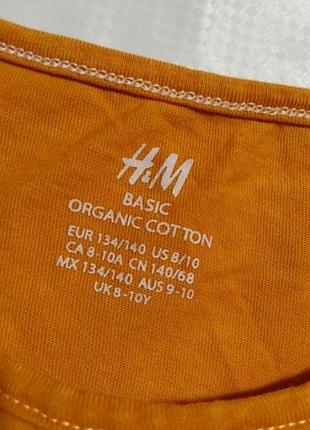 H&M
BASIC
ORGANIC COTTON
EUR 134/140 US 8/10
CA 8-10A CN 140/68
MX 134/140 AUS 9-10
UK 8-10Y